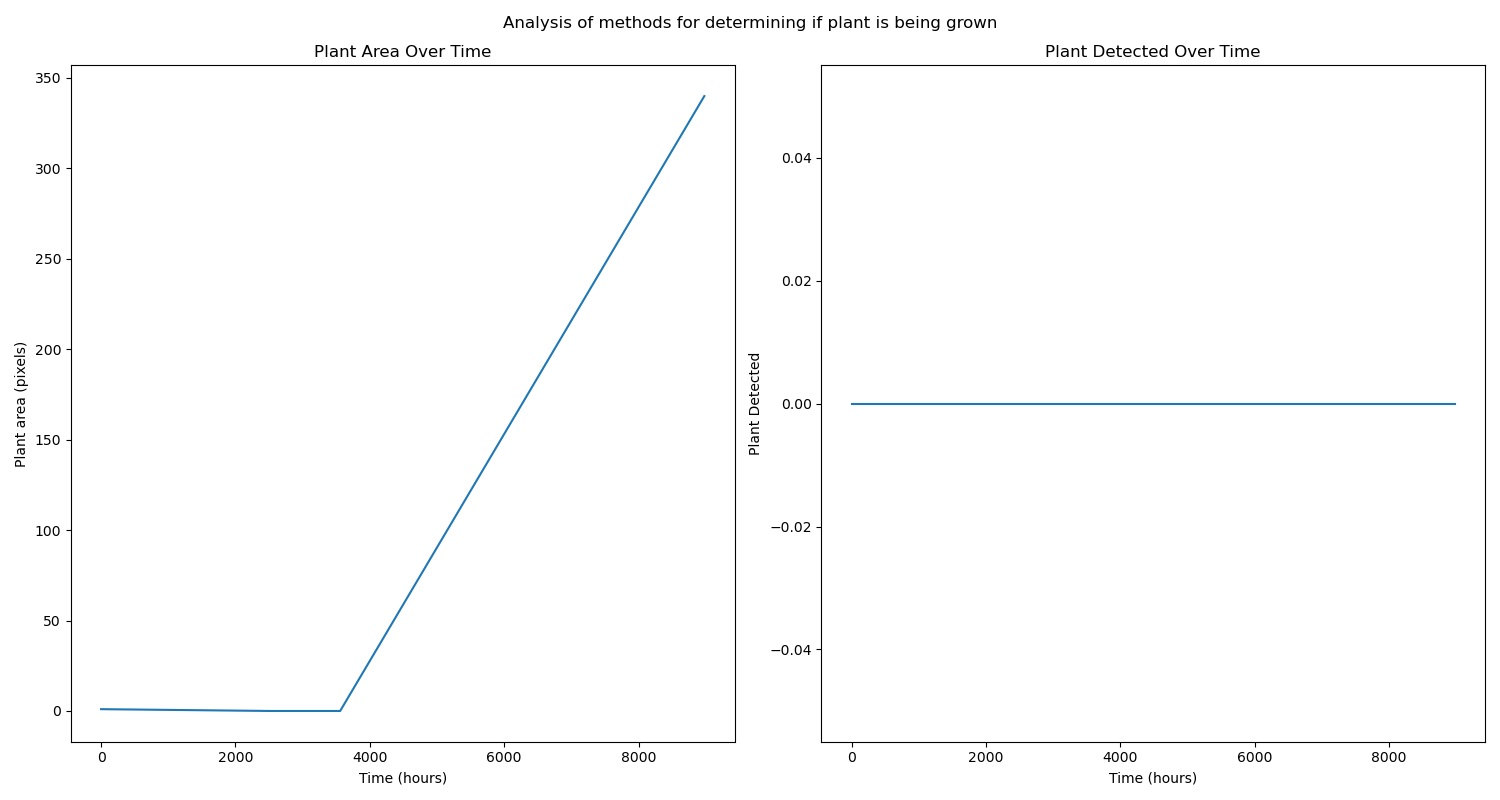 Analysis of methods for determining if plant is being grown
Plant Area Over Time
350
300
250
200
150
100
50
0
Plant area (pixels)
0 2000 4000 6000 8000
Time (hours)
Plant Detected Over Time
0.04
0.02
0.00
−0.02
−0.04
Plant Detected
0 2000 4000 6000 8000
Time (hours)